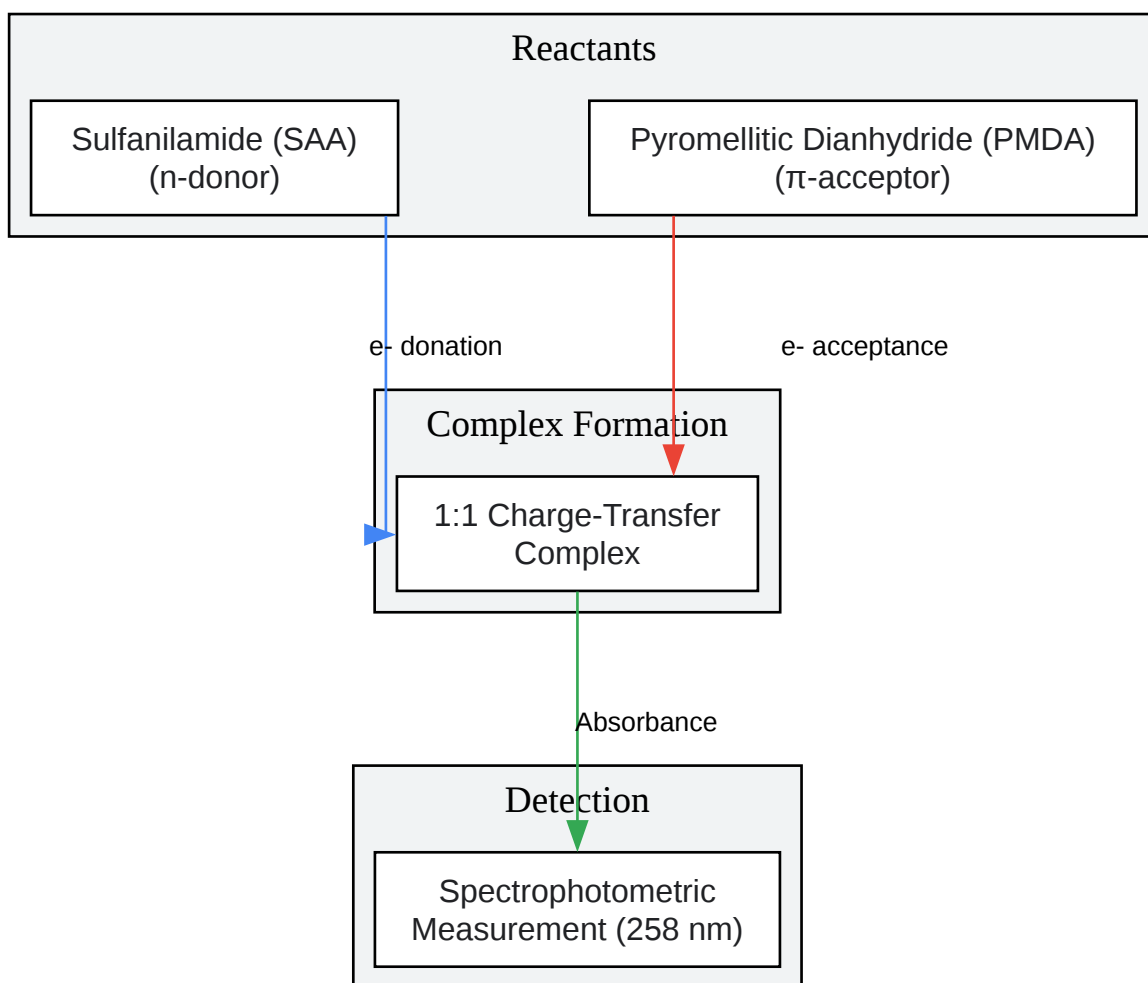 Reactants
Sulfanilamide (SAA)
(n-donor)
Pyromellitic Dianhydride (PMDA)
(π-acceptor)
e- donation
e- acceptance
Complex Formation
1:1 Charge-Transfer
Complex
Absorbance
Detection
Spectrophotometric
Measurement (258 nm)